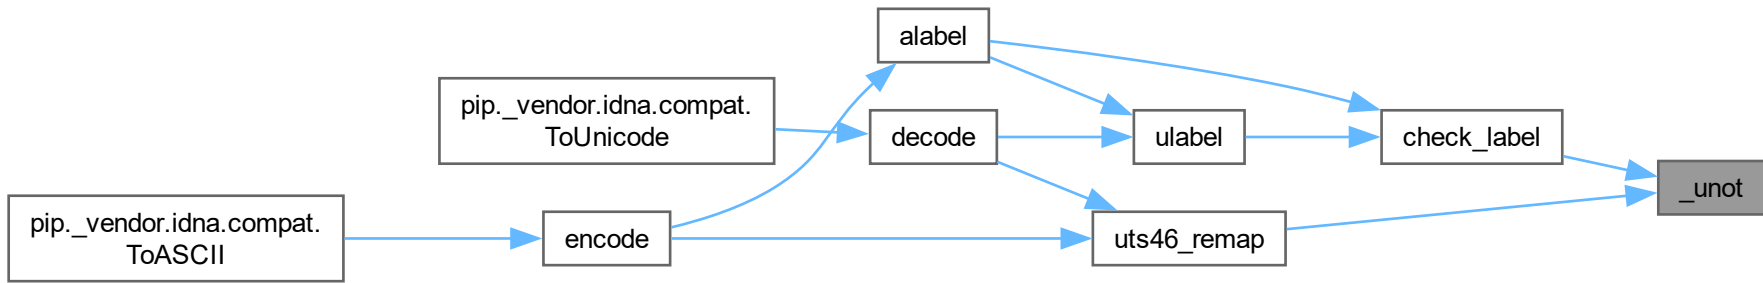 alabel
pip._vendor.idna.compat.
ToUnicode
decode
ulabel
check_label
_unot
pip._vendor.idna.compat.
ToASCII
encode
uts46_remap